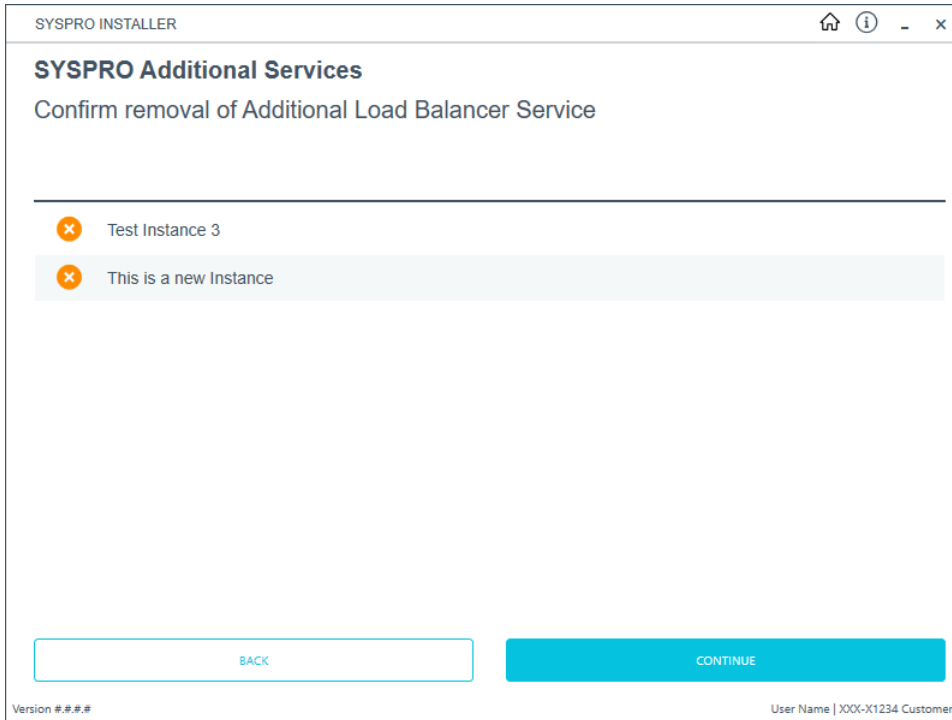 SYSPRO INSTALLER
SYSPRO Additional Services
Confirm removal of Additional Load Balancer Service
Test Instance 3
This is a new Instance
BACK
CONTINUE
Version #.#.#.#
User Name | XXX-X1234 Customer